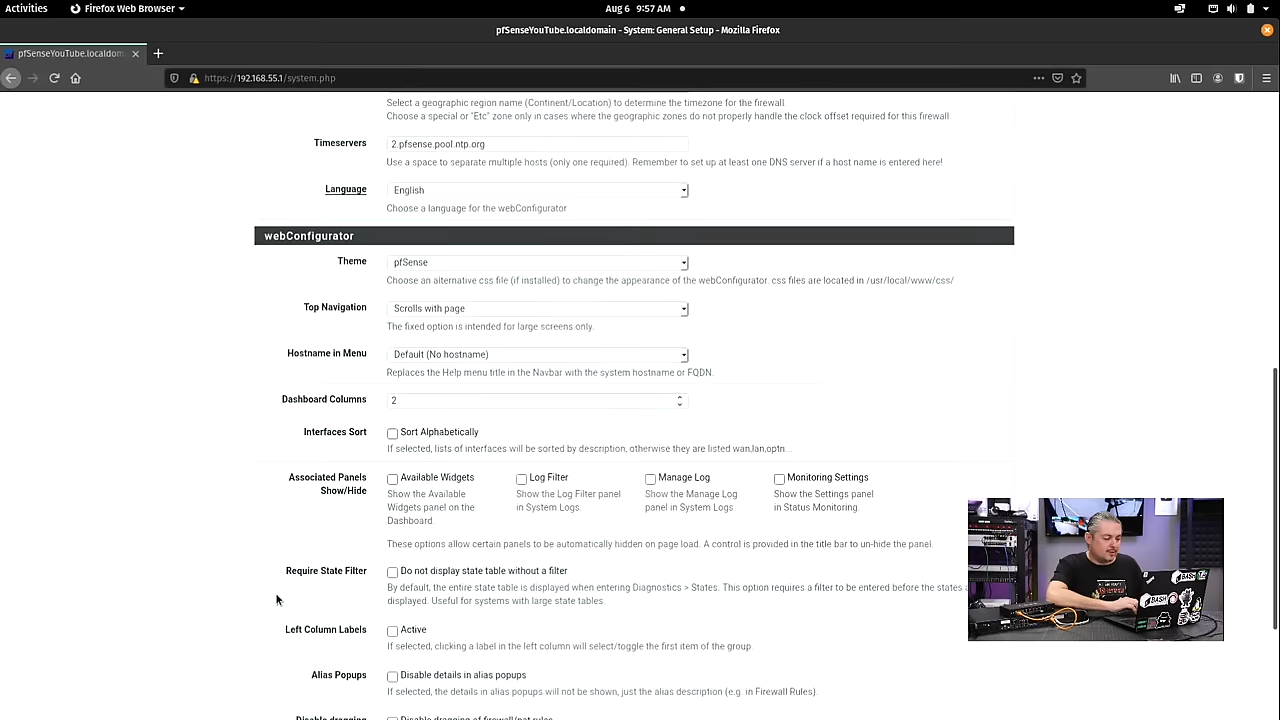 Activities
Firefox Web Browser
Aug 6 9:57 AM
pfSenseYouTube.localdomain - System: General Setup - Mozilla Firefox
pfSenseYouTube.localdom
https://192.168.55.1/system.php
Select a geographic region name (Continent/Location) to determine the timezone for the firewall.
Choose a special or "Etc" zone only in cases where the geographic zones do not properly handle the clock offset required for this firewall.
Timeservers
2.pfsense.pool.ntp.org
Use a space to separate multiple hosts (only one required). Remember to set up at least one DNS server if a host name is entered here!
Language
English
Choose a language for the webConfigurator
webConfigurator
Theme
pfSense
Choose an alternative css file (if installed) to change the appearance of the webConfigurator. css files are located in /usr/local/www/css/
Top Navigation
Scrolls with page
The fixed option is intended for large screens only.
Hostname in Menu
Default (No hostname)
Replaces the Help menu title in the Navbar with the system hostname or FQDN.
Dashboard Columns
2
Interfaces Sort
Sort Alphabetically
If selected, lists of interfaces will be sorted by description, otherwise they are listed wan,lan,optn...
Associated Panels
Show/Hide
Available Widgets
Show the Available
Widgets panel on the
Dashboard.
Log Filter
Show the Log Filter panel
in System Logs.
Manage Log
Show the Manage Log
panel in System Logs.
Monitoring Settings
Show the Settings panel
in Status Monitoring.
These options allow certain panels to be automatically hidden on page load. A control is provided in the title bar to un-hide the panel.
Require State Filter
Do not display state table without a filter
By default, the entire state table is displayed when entering Diagnostics > States. This option requires a filter to be entered before the states a
displayed. Useful for systems with large state tables.
Left Column Labels
Active
If selected, clicking a label in the left column will select/toggle the first item of the group.
Alias Popups
Disable details in alias popups
If selected, the details in alias popups will not be shown, just the alias description (e.g. in Firewall Rules).
Disable dragging
Disable dragging of firewall/nat rules
BASH
BASH